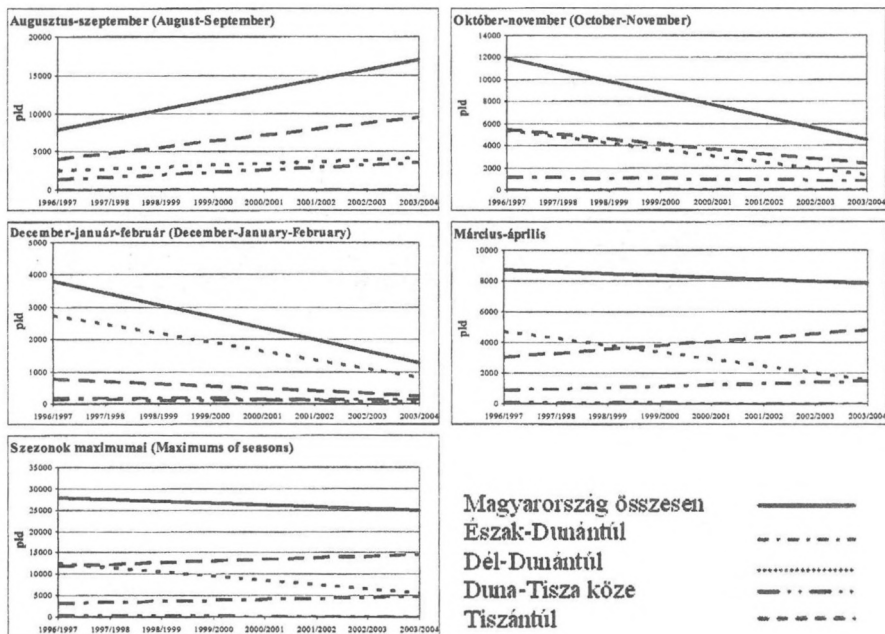 Augusztus-szeptember (August-September)
20000
15000
10000
5000
0
pld
1996/1997 1997/1998 1998/1999 1999/2000 2000/2001 2001/2002 2002/2003 2003/2004
Október-november (October-November)
14000
12000
10000
8000
6000
4000
2000
0
pld
1996/1997 1997/1998 1998/1999 1999/2000 2000/2001 2001/2002 2002/2003 2003/2004
December-január-február (December-January-February)
4000
3000
2000
1000
0
pld
1996/1997 1997/1998 1998/1999 1999/2000 2000/2001 2001/2002 2002/2003 2003/2004
Március-április
10000
8000
6000
4000
2000
0
pld
1996/1997 1997/1998 1998/1999 1999/2000 2000/2001 2001/2002 2002/2003 2003/2004
Szezonok maximumai (Maximums of seasons)
35000
30000
25000
20000
15000
10000
5000
0
pld
1996/1997 1997/1998 1998/1999 1999/2000 2000/2001 2001/2002 2002/2003 2003/2004
Magyarország összesen
Észak-Dunántúl
Dél-Dunántúl
Duna-Tisza köze
Tiszántúl